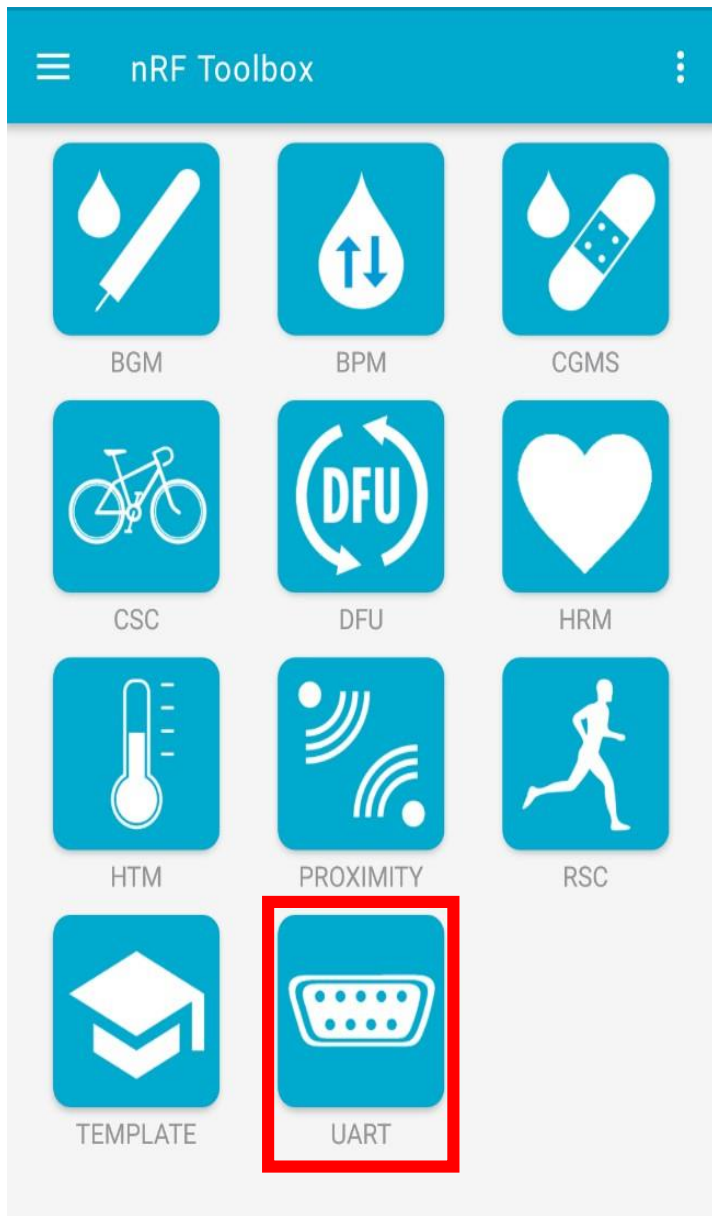 nRF Toolbox
BGM BPM CGMS
DFU
CSC DFU HRM
HTM PROXIMITY RSC
TEMPLATE UART